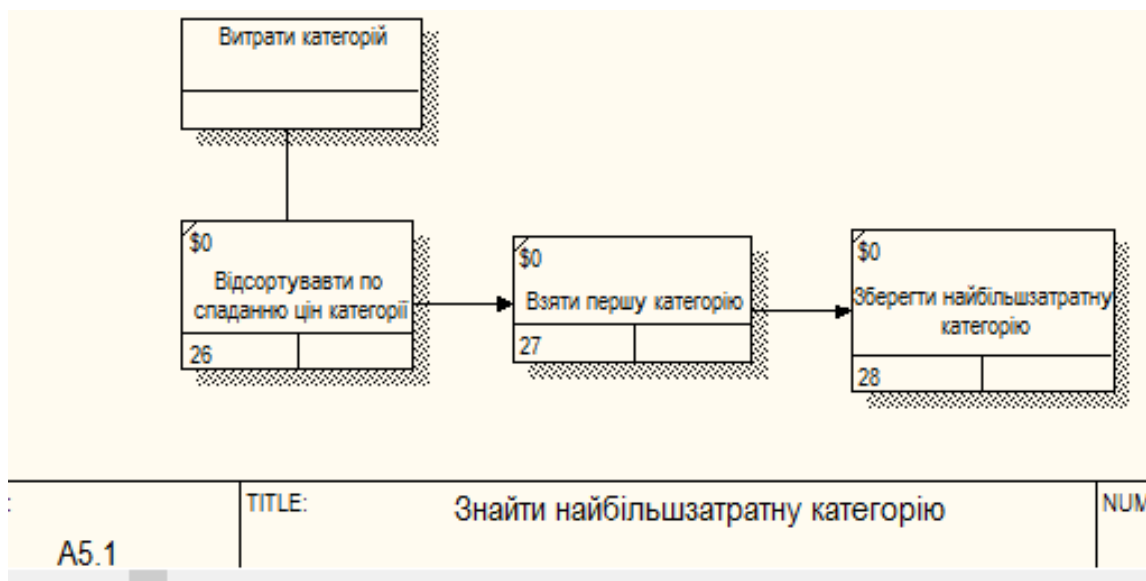 Витрати категорій
$0
Відсортувавти по
спаданню цін категорії
26
$0
Взяти першу категорію
27
$0
Зберегти найбільшзатратну
категорію
28
A5.1
TITLE:
Знайти найбільшзатратну категорію
NUM